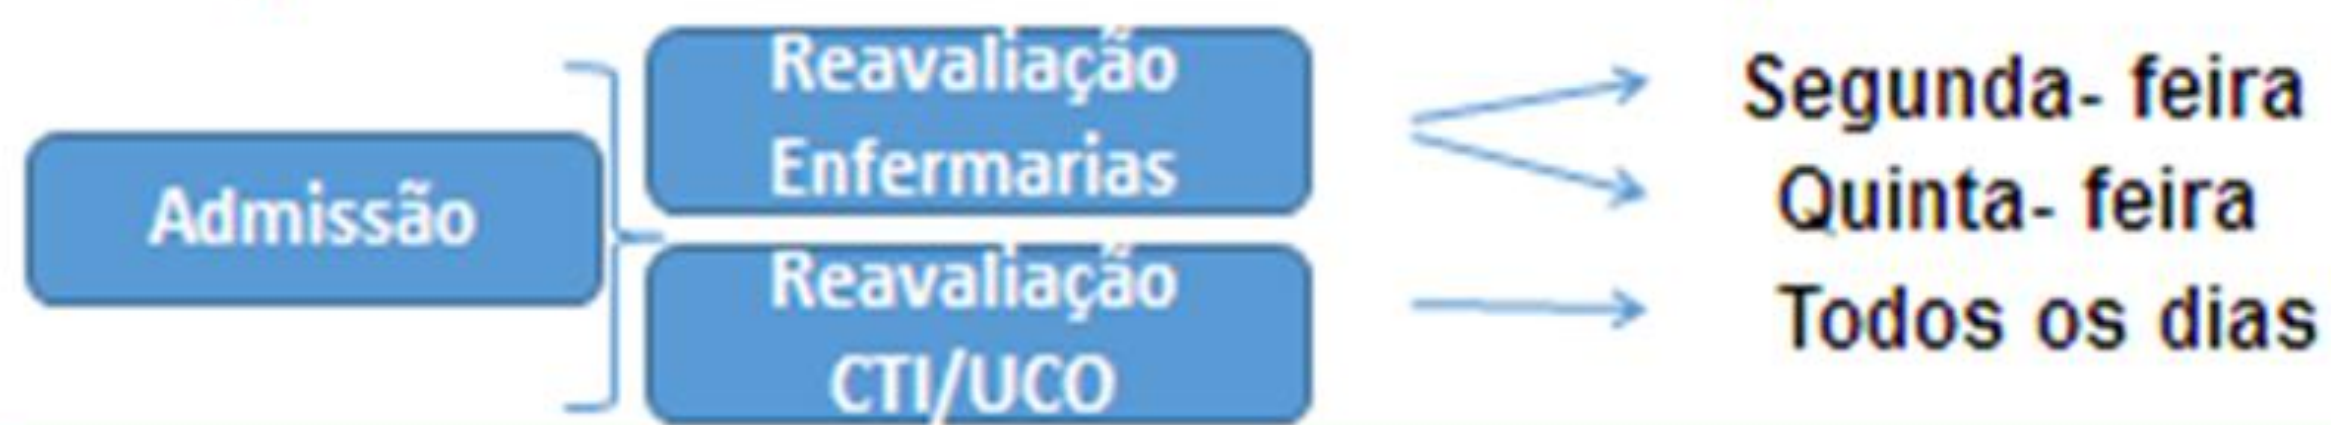 Admissão
Reavaliação
Enfermarias
Reavaliação
CTI/UCO
Segunda- feira
Quinta- feira
Todos os dias